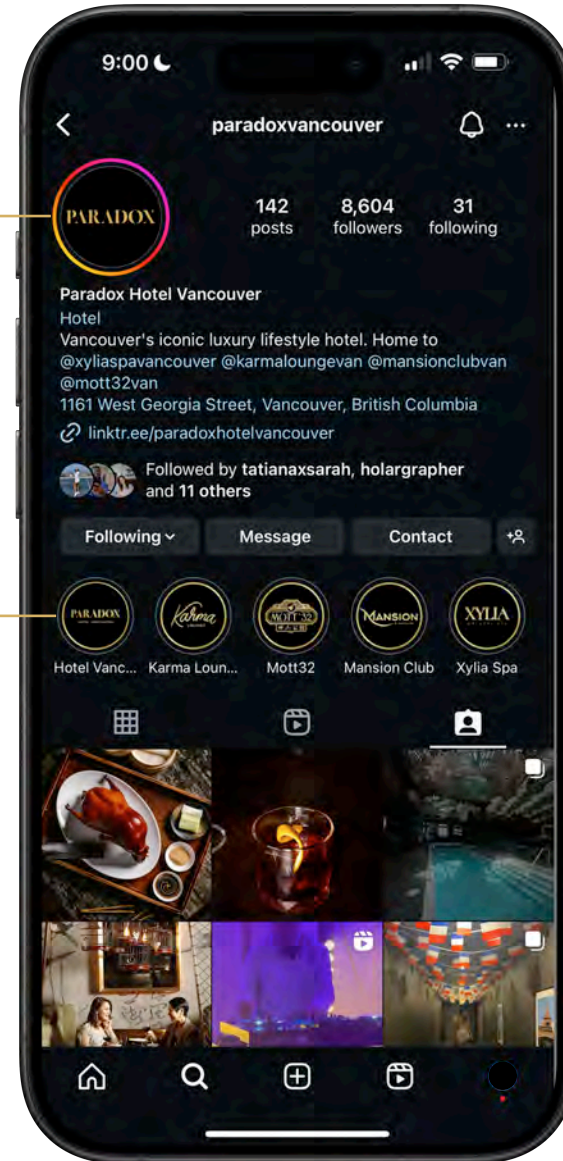 9:00
paradoxvancouver
PARADOX
142 8,604 31
posts followers following
Paradox Hotel Vancouver
Hotel
Vancouver's iconic luxury lifestyle hotel. Home to
@xyliaspavancouver @karmaloungevan @mansionclubvan
@mott32van
1161 West Georgia Street, Vancouver, British Columbia
linktr.ee/paradoxhotelvancouver
Followed by tatianaxsarah, holargrapher
and 11 others
Following Message Contact
PARADOX Karma MOTT 32 MANSION XYLIA
Hotel Vanc... Karma Loun... Mott32 Mansion Club Xylia Spa